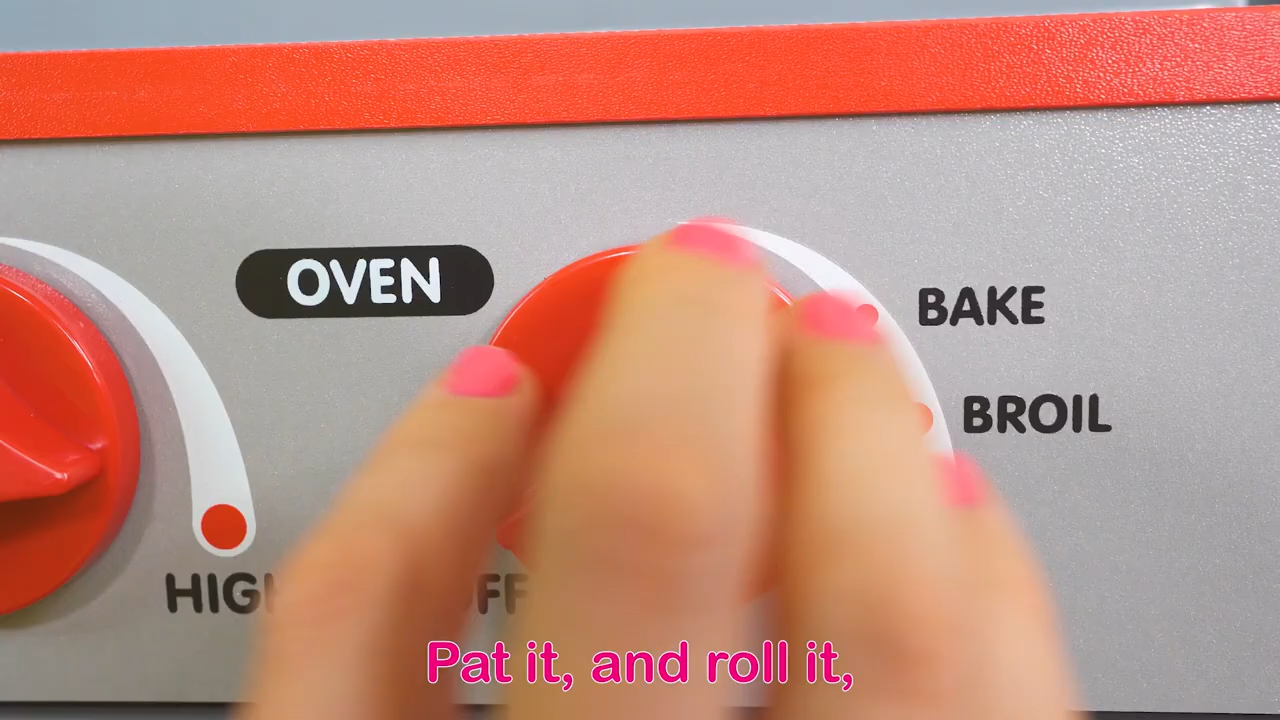 OVEN
BAKE
BROIL
Pat it, and roll it,